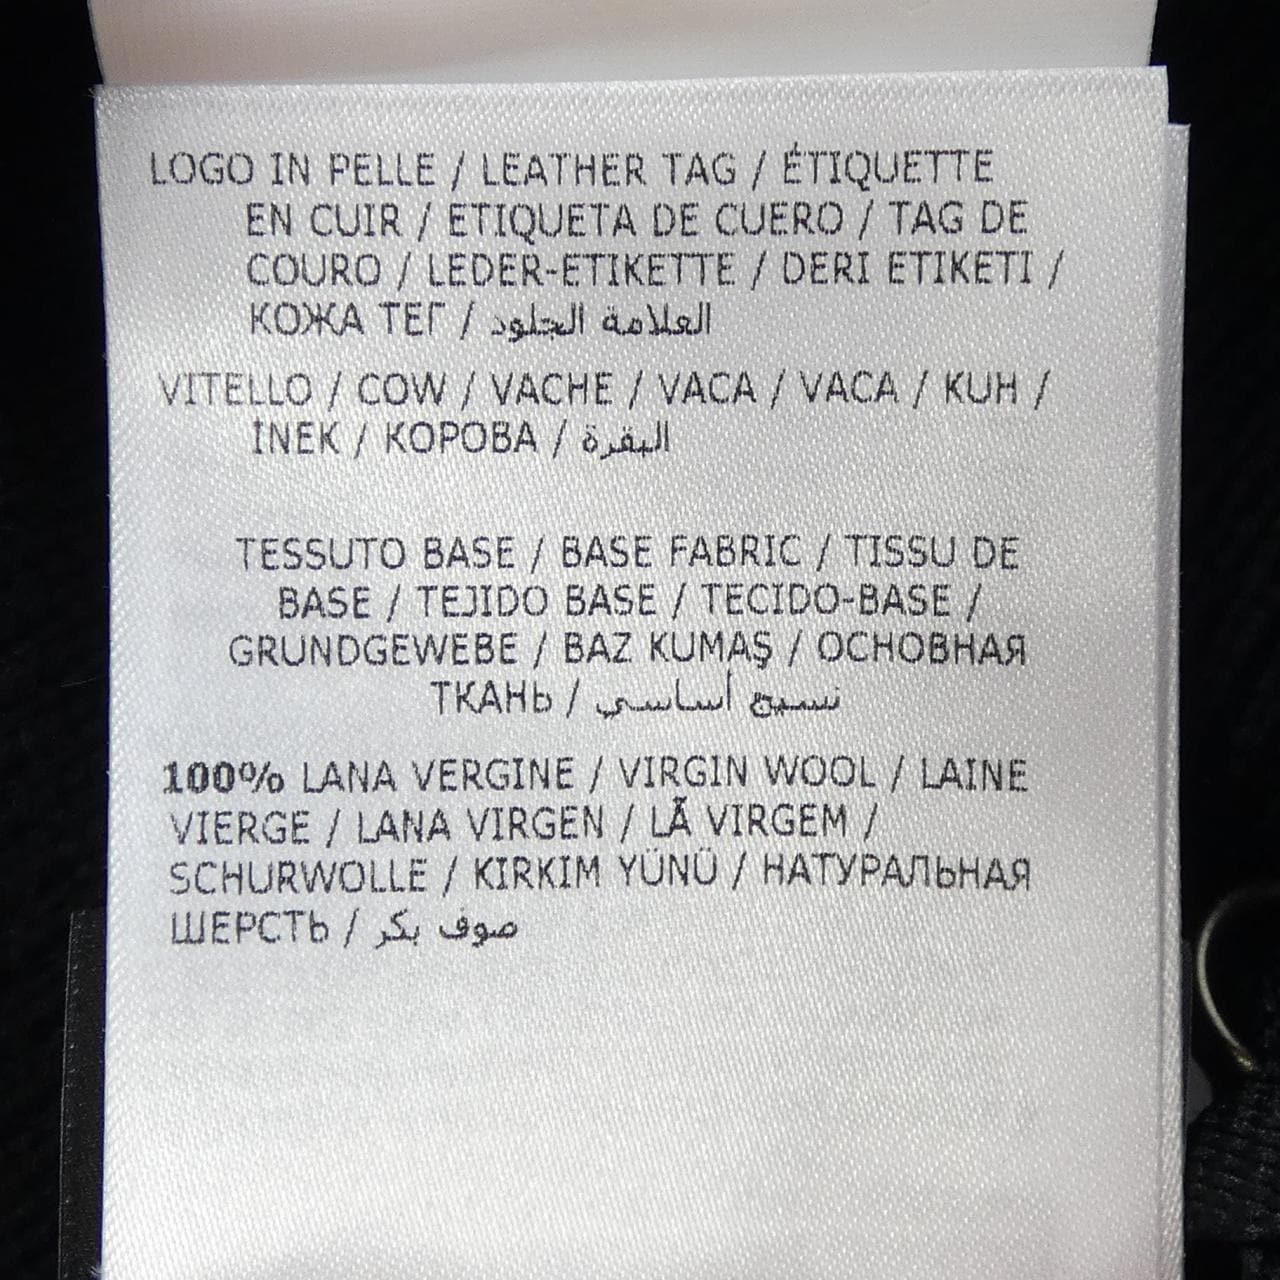 LOGO IN PELLE / LEATHER TAG / ÉTIQUETTE
EN CUIR / ETIQUETA DE CUERO / TAG DE
COURO / LEDER-ETIKETTE / DERI ETIKETI /
КОЖА ТЕГ / العلامة الجلود
VITELLO / COW / VACHE / VACA / VACA / KUH /
İNEK / КОРОВА / البقرة
TESSUTO BASE / BASE FABRIC / TISSU DE
BASE / TEJIDO BASE / TECIDO-BASE /
GRUNDGEWEBE / BAZ KUMAŞ / ОСНОВНАЯ
ТКАНЬ / نسيج أساسي
100% LANA VERGINE / VIRGIN WOOL / LAINE
VIERGE / LANA VIRGEN / LÃ VIRGEM /
SCHURWOLLE / KIRKIM YÜNÜ / НАТУРАЛЬНАЯ
ШЕРСТЬ / صوف بكر